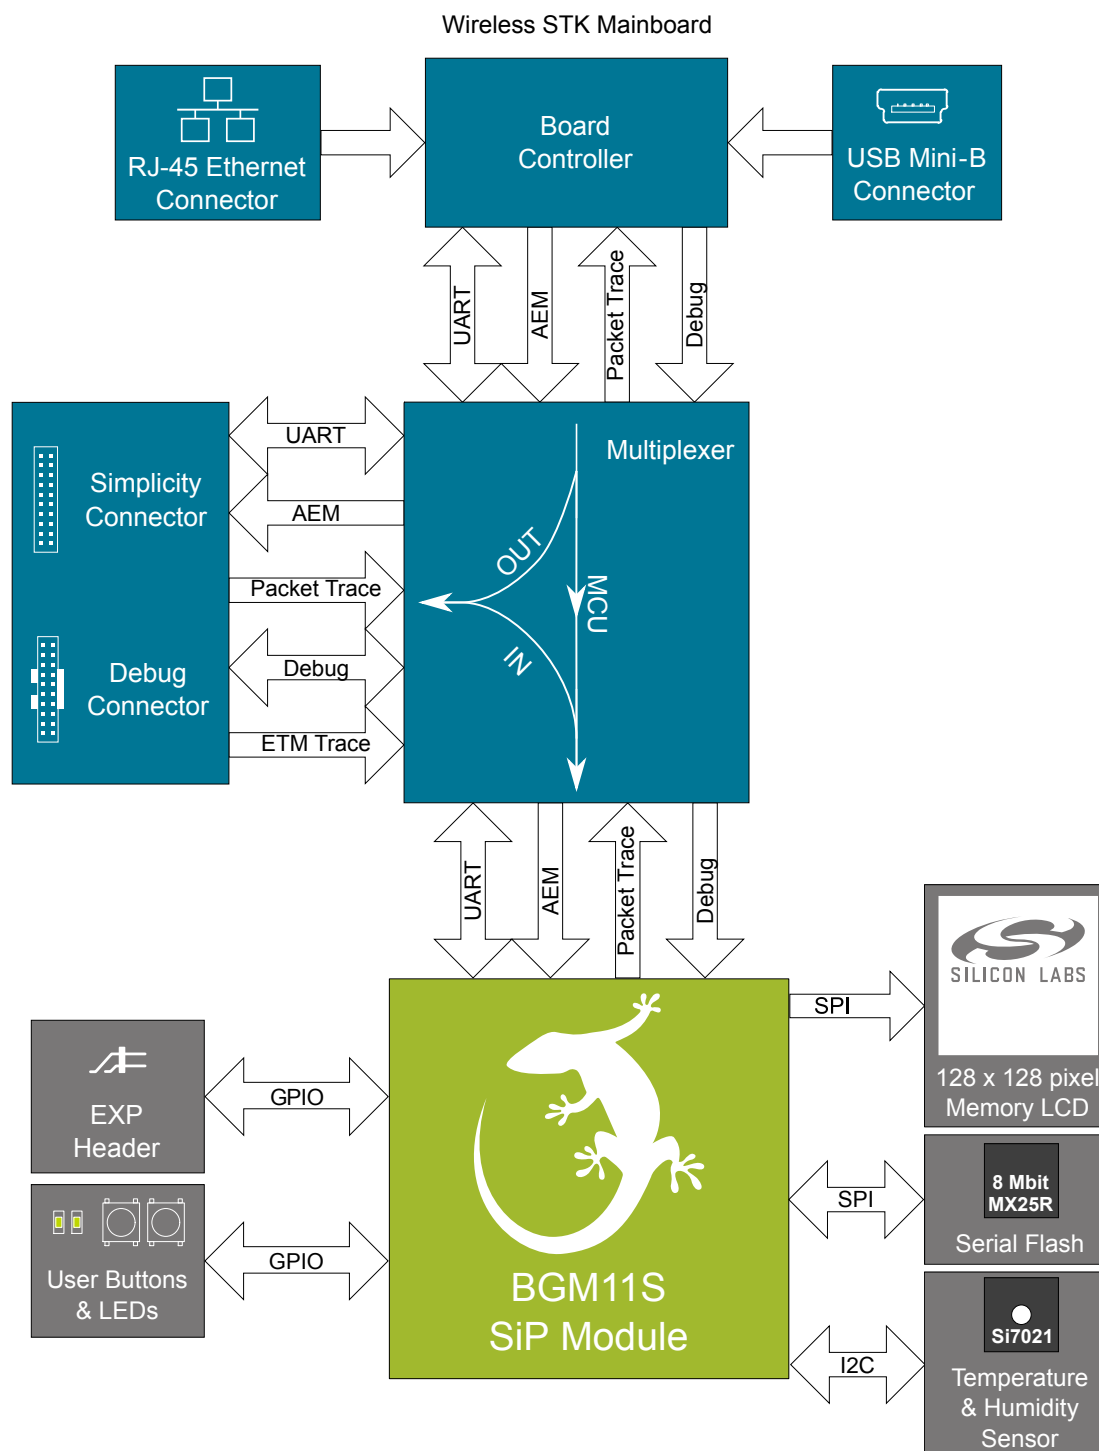 Wireless STK Mainboard
RJ-45 Ethernet
Connector
Board
Controller
USB Mini-B
Connector
UART
AEM
Packet Trace
Debug
Simplicity
Connector
Debug
Connector
UART
AEM
Packet Trace
Debug
ETM Trace
Multiplexer
OUT
MCU
IN
UART
AEM
Packet Trace
Debug
SILICON LABS
128 x 128 pixel
Memory LCD
SPI
EXP
Header
GPIO
8 Mbit
MX25R
Serial Flash
SPI
User Buttons
& LEDs
GPIO
BGM11S
SiP Module
I2C
Si7021
Temperature
& Humidity
Sensor